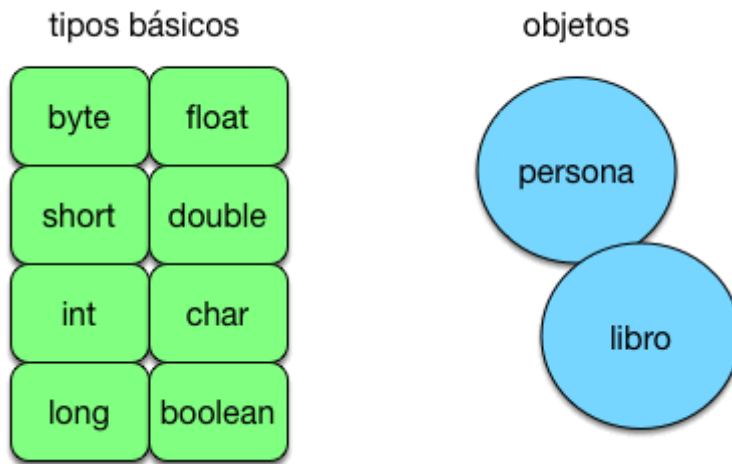 tipos básicos
objetos
byte
float
persona
short
double
int
char
libro
long
boolean